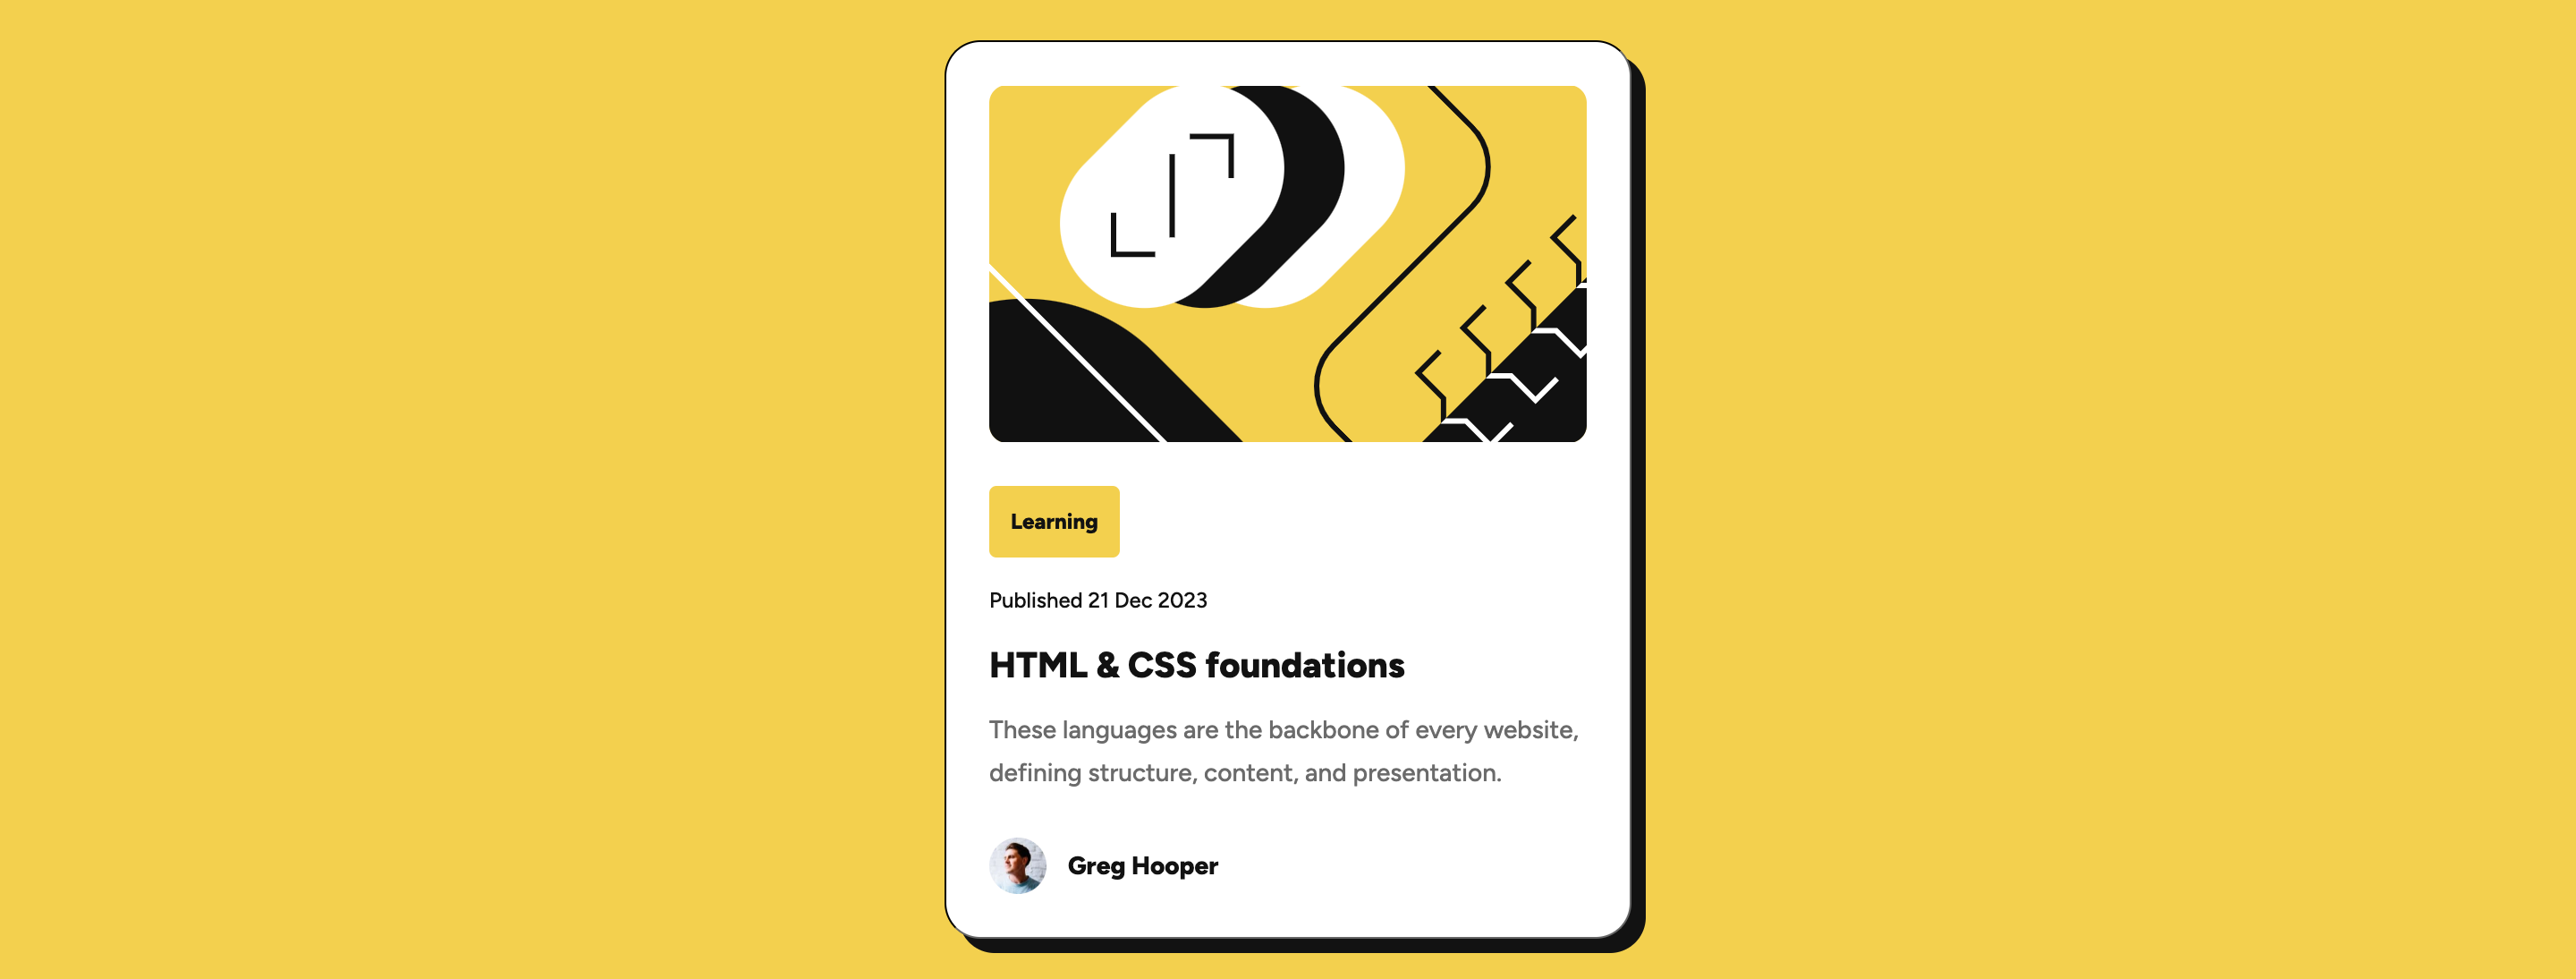 Learning
Published 21 Dec 2023
HTML & CSS foundations
These languages are the backbone of every website,
defining structure, content, and presentation.
Greg Hooper